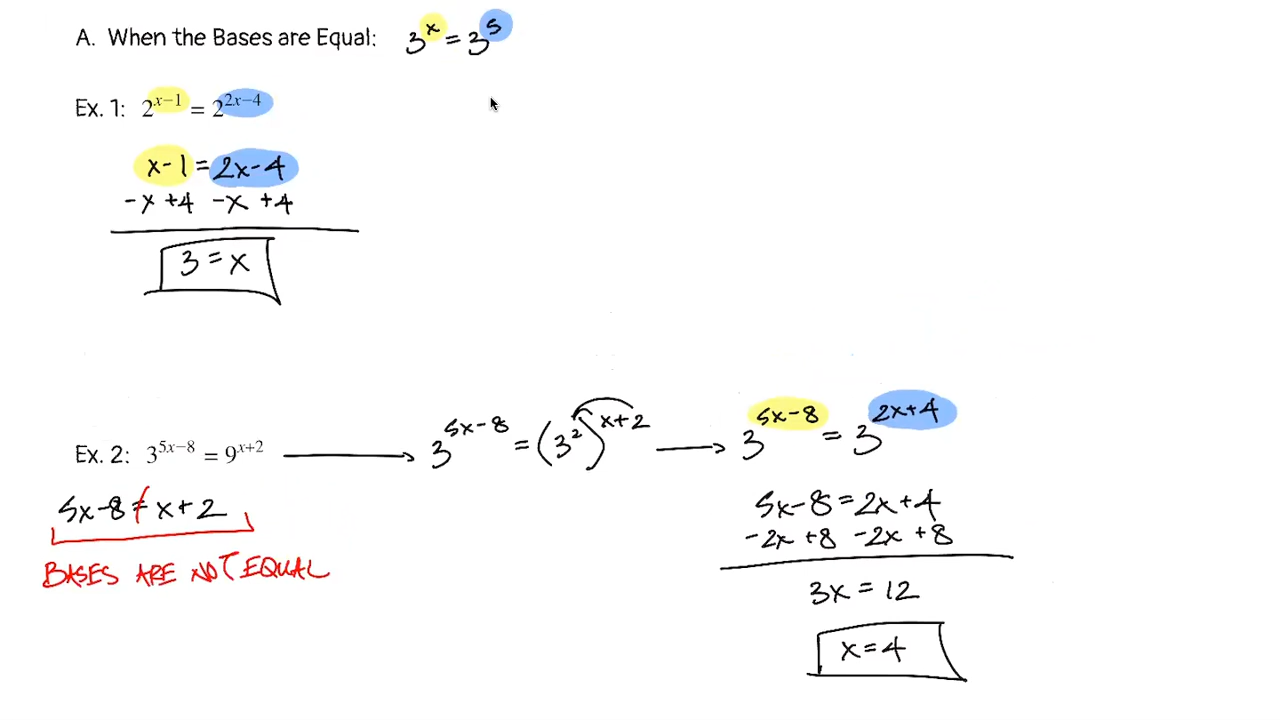 A. When the Bases are Equal: 3^x = 3^5
Ex. 1: 2^{x−1} = 2^{2x−4}
x-1 = 2x-4
-x +4 -x +4
3 = x
Ex. 2: 3^{5x−8} = 9^{x+2} → 3^{5x-8} = (3^2)^{x+2} → 3^{5x-8} = 3^{2x+4}
5x-8 ≠ x+2
BASES ARE NOT EQUAL
5x-8 = 2x+4
-2x +8 -2x +8
3x = 12
x = 4